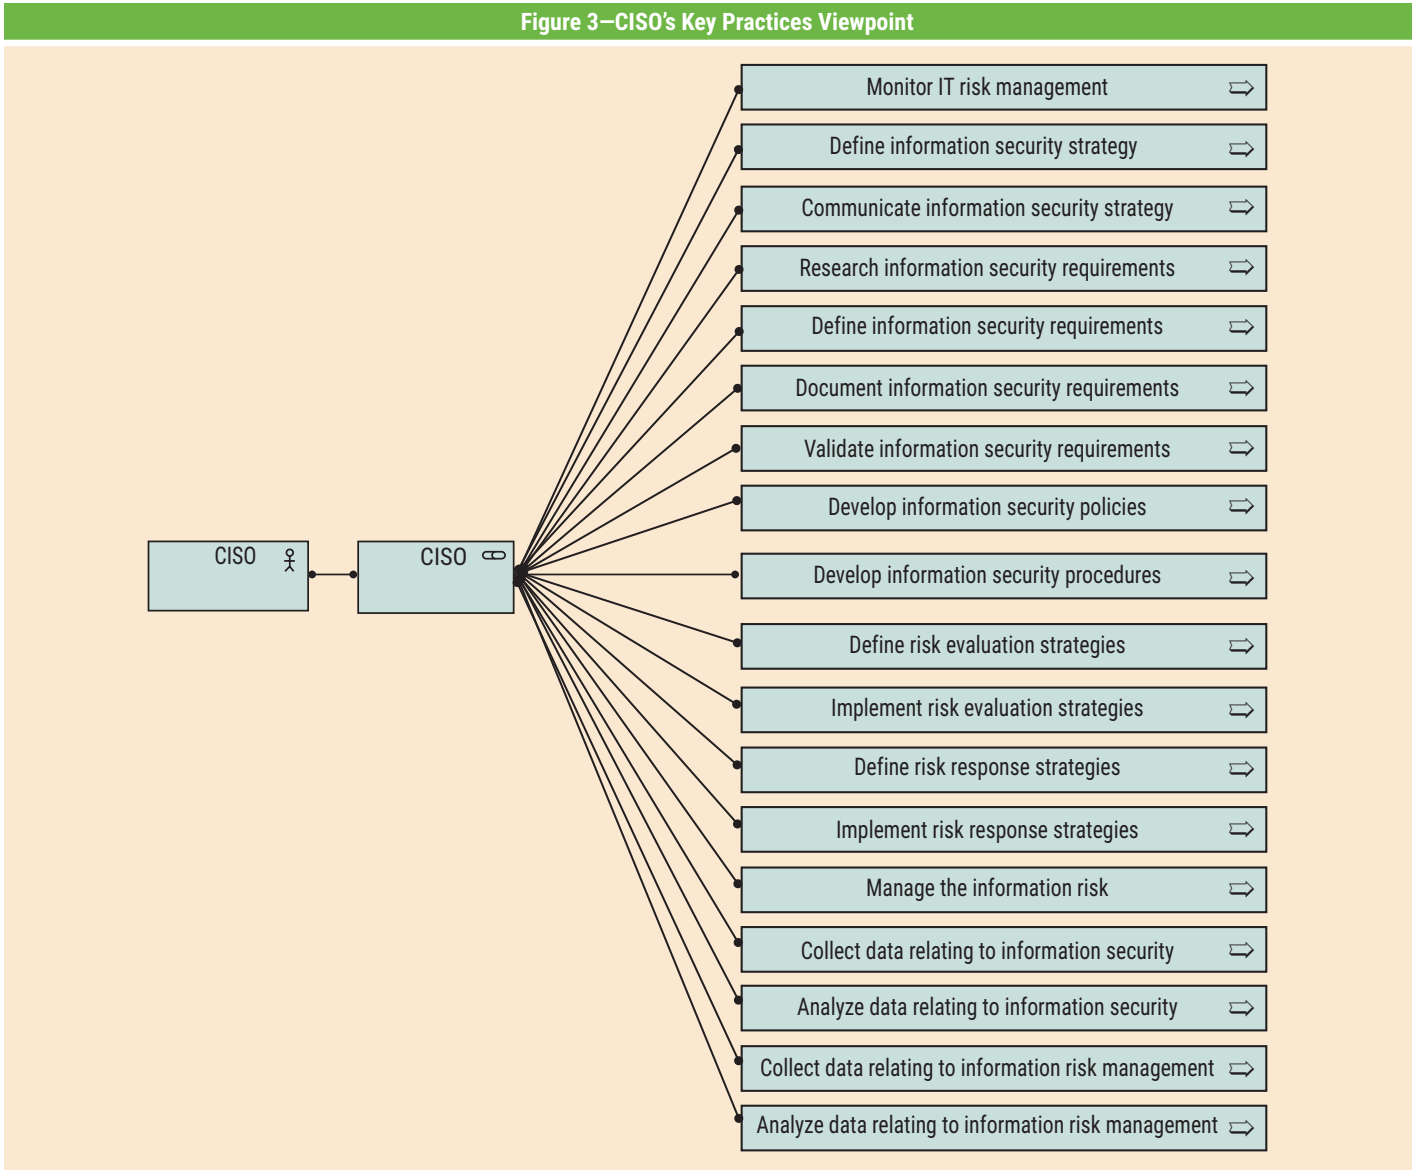 Figure 3—CISO’s Key Practices Viewpoint
Monitor IT risk management
Define information security strategy
Communicate information security strategy
Research information security requirements
Define information security requirements
Document information security requirements
Validate information security requirements
Develop information security policies
CISO
CISO
Develop information security procedures
Define risk evaluation strategies
Implement risk evaluation strategies
Define risk response strategies
Implement risk response strategies
Manage the information risk
Collect data relating to information security
Analyze data relating to information security
Collect data relating to information risk management
Analyze data relating to information risk management